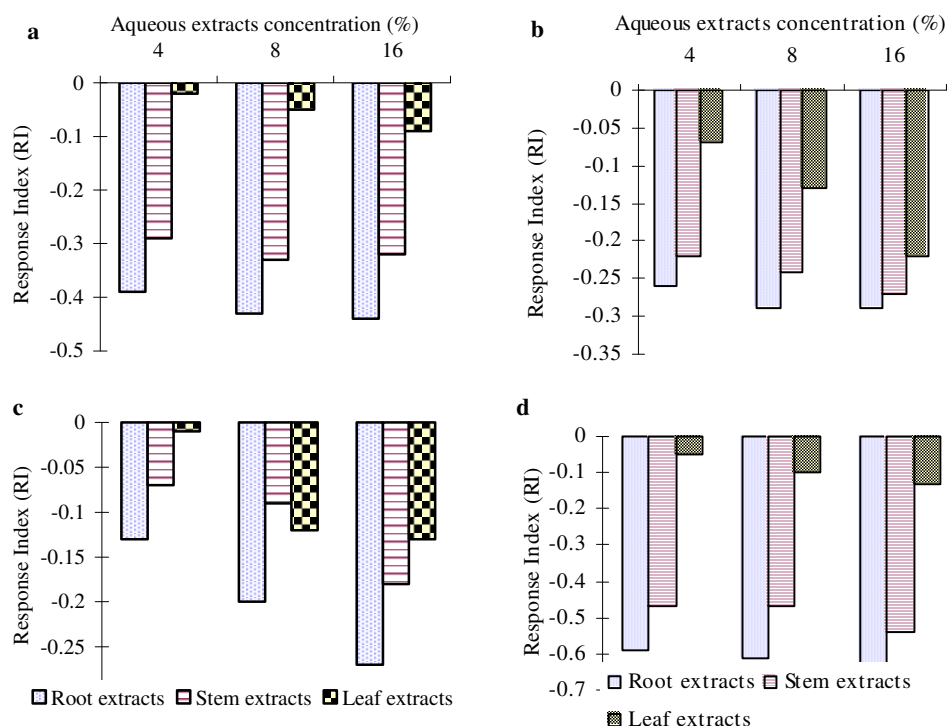 a
Aqueous extracts concentration (%)
4 8 16
0
-0.1
-0.2
-0.3
-0.4
-0.5
Response Index (RI)
b
Aqueous extracts concentration (%)
4 8 16
0
-0.05
-0.1
-0.15
-0.2
-0.25
-0.3
-0.35
Response Index (RI)
c
0
-0.05
-0.1
-0.15
-0.2
-0.25
Response Index (RI)
Root extracts Stem extracts Leaf extracts
d
0
-0.1
-0.2
-0.3
-0.4
-0.5
-0.6
-0.7
Response Index (RI)
Root extracts Stem extracts
Leaf extracts